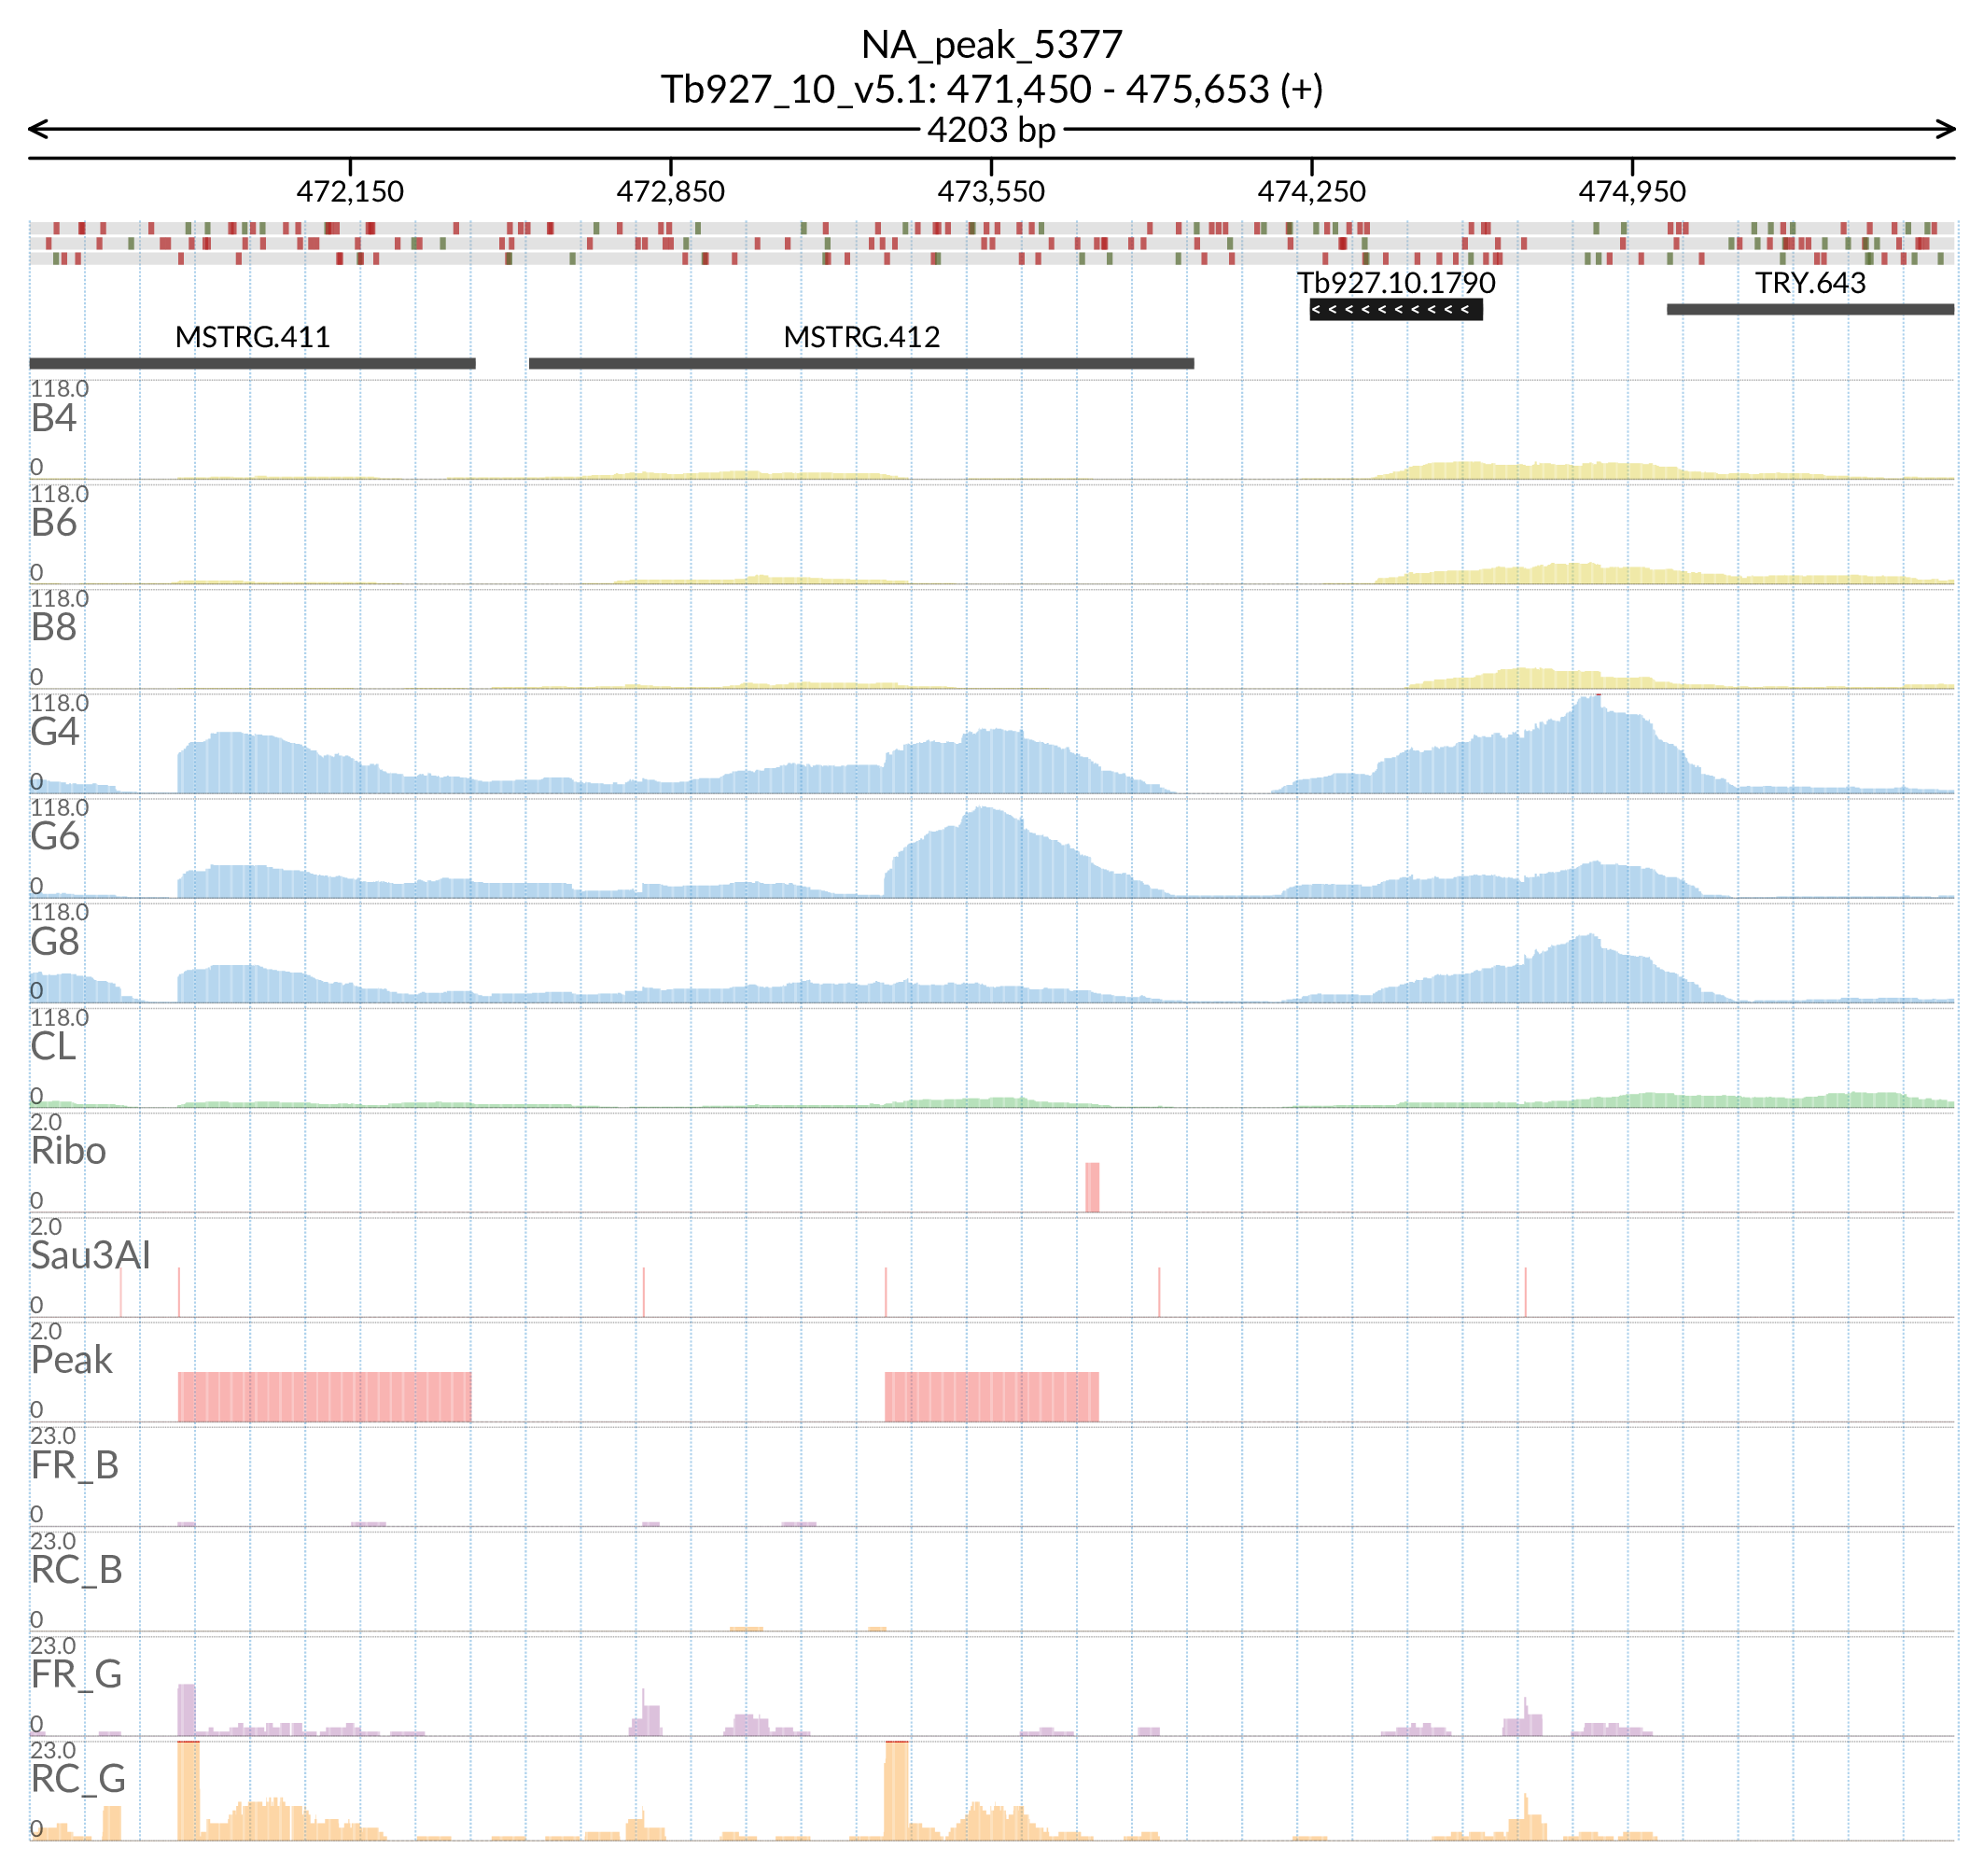 NA_peak_5377
Tb927_10_v5.1: 471,450 - 475,653 (+)
4203 bp
472,150 472,850 473,550 474,250 474,950
Tb927.10.1790 TRY.643
< < < < < < < < < <
MSTRG.411 MSTRG.412
118.0
B4
0
118.0
B6
0
118.0
B8
0
118.0
G4
0
118.0
G6
0
118.0
G8
0
118.0
CL
0
2.0
Ribo
0
2.0
Sau3AI
0
2.0
Peak
0
23.0
FR_B
0
23.0
RC_B
0
23.0
FR_G
0
23.0
RC_G
0